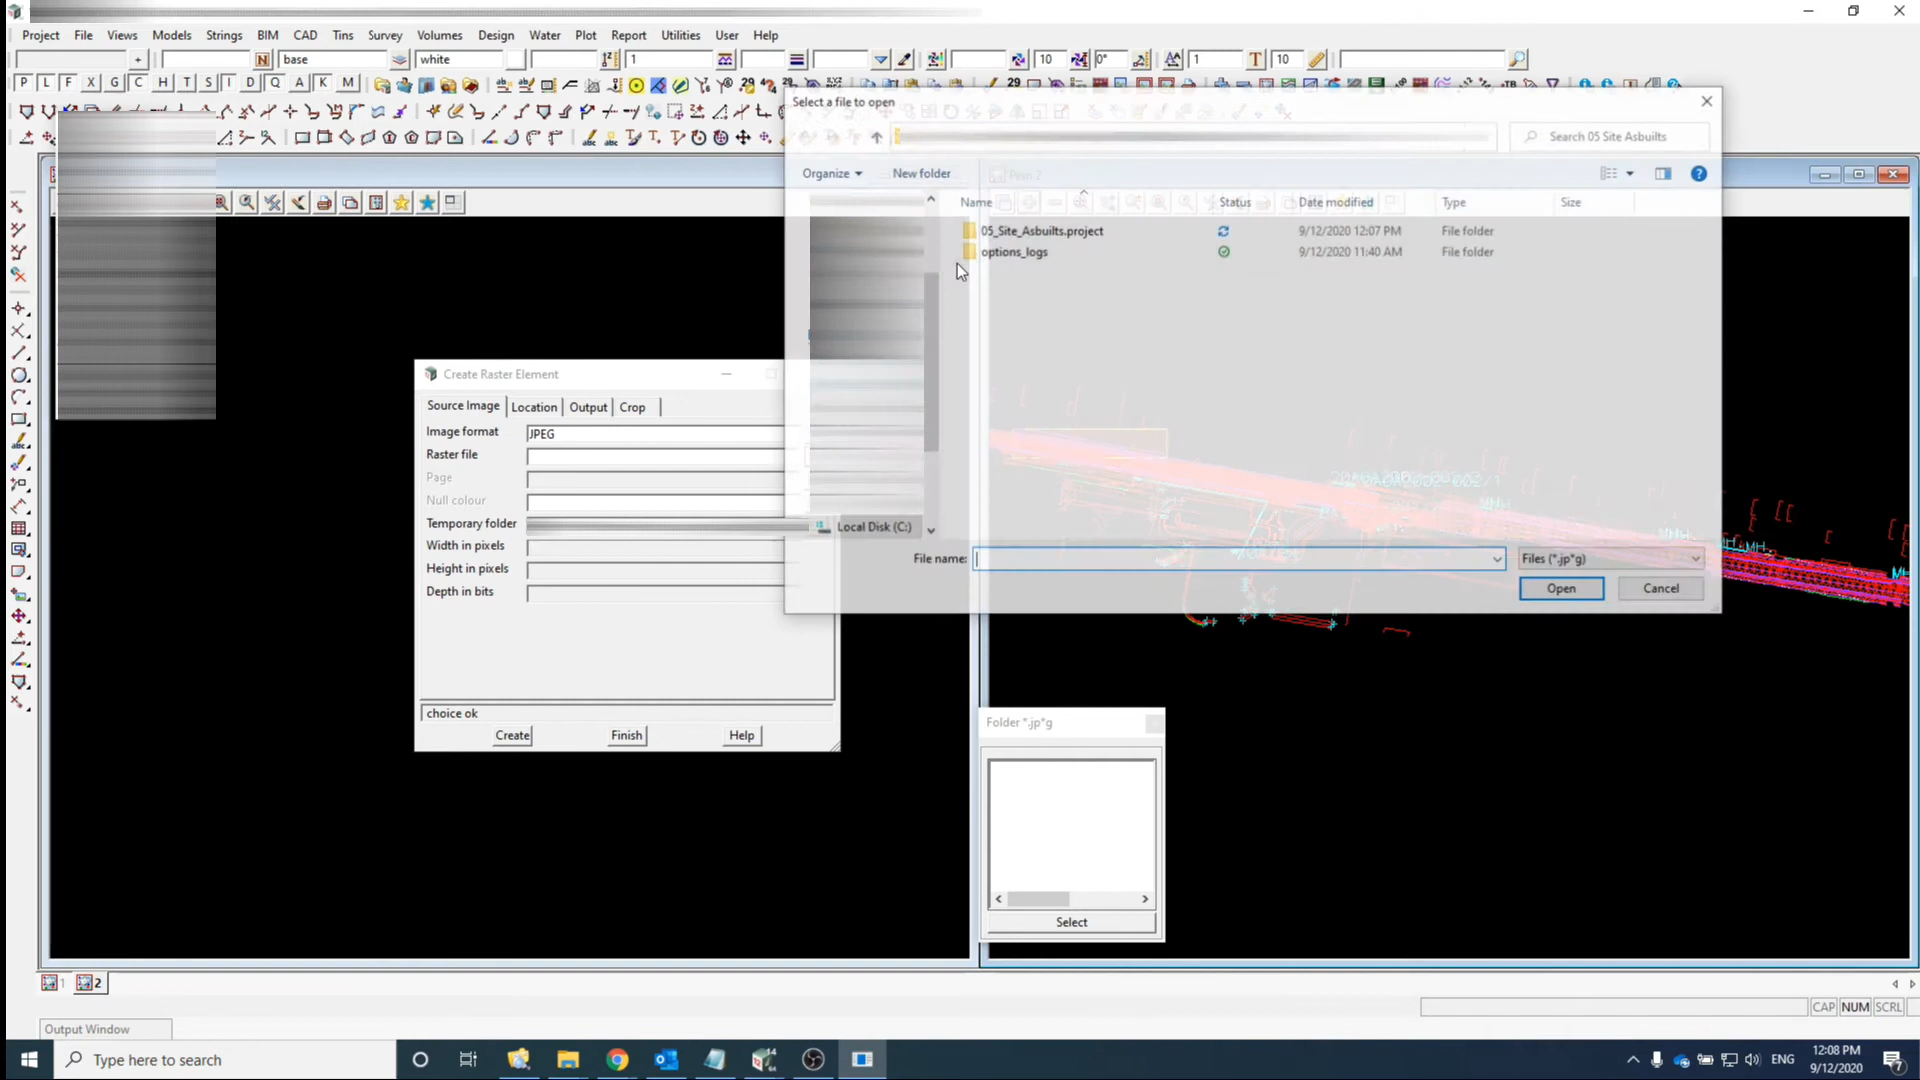 Project File Views Models Strings BIM CAD Tins Survey Volumes Design Water Plot Report Utilities User Help
base white 1 10 0° 1 10
P L F X G C H T S I D Q A K M
Select a file to open
Search 05 Site Asbuilts
Organize New folder
Name Status Date modified Type Size
05_Site_Asbuilts.project 9/12/2020 12:07 PM File folder
options_logs 9/12/2020 11:40 AM File folder
Create Raster Element
Source Image Location Output Crop
Image format JPEG
Raster file
Page
Null colour
Temporary folder
Local Disk (C:)
Width in pixels
Height in pixels
Depth in bits
File name: Files (*.jp*g)
Open Cancel
choice ok
Create Finish Help
Folder *.jp*g
Select
1 2
CAP NUM SCRL
Output Window
Type here to search
ENG
12:08 PM
9/12/2020